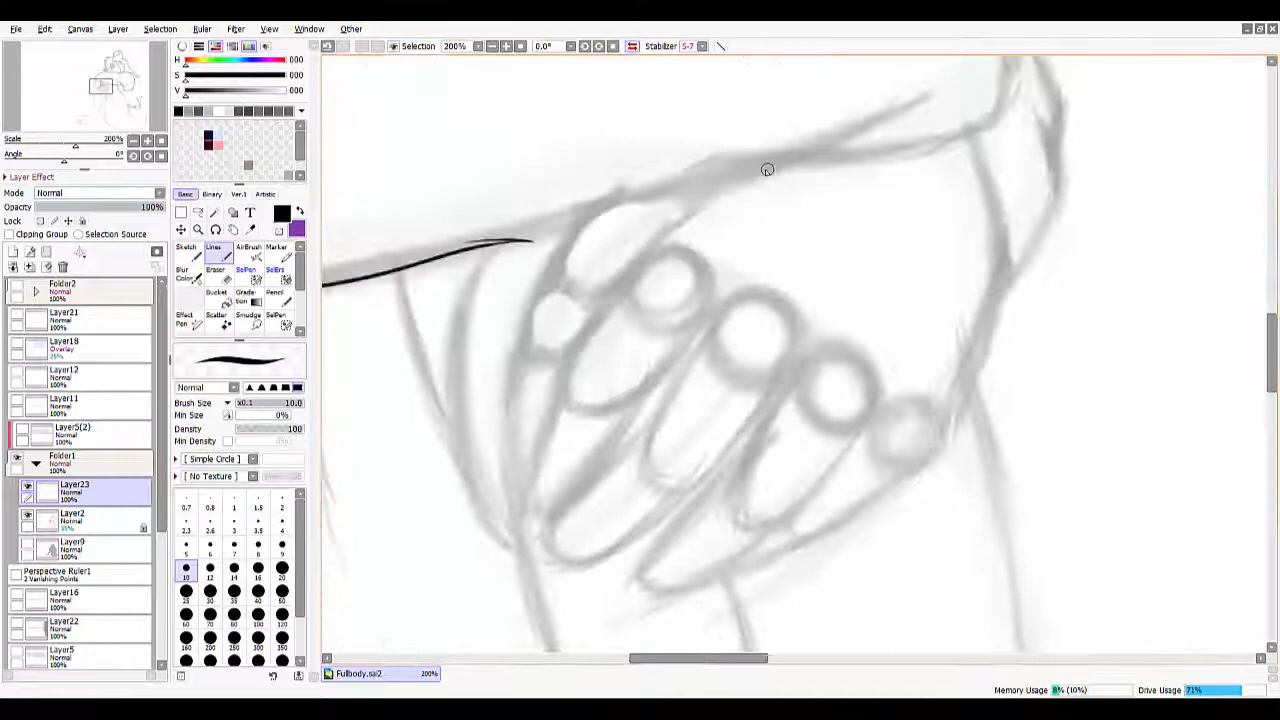 File Edit Canvas Layer Selection Ruler Filter View Window Other
Selection 200% 0.0° Stabilizer S-7
H 000
S 000
V 000
Scale 200%
Angle 0°
Layer Effect
Mode Normal
Opacity 100%
Lock
Clipping Group Selection Source
Folder2
Normal
100%
Layer21
Normal
100%
Layer18
Overlay
25%
Layer12
Normal
100%
Layer11
Normal
100%
Layer5(2)
Normal
100%
Folder1
Normal
100%
Layer23
Normal
100%
Layer2
Normal
Layer9
Normal
100%
Perspective Ruler1
2 Vanishing Points
Layer16
Normal
100%
Layer22
Normal
100%
Layer5
Normal
Basic Binary Ver.1 Artistic
T
Sketch Lines AirBrush Marker
Blur Color Eraser SelPen SelErs
Bucket Gradation Pencil
Effect Pen Scatter Smudge SelPen
Normal
Brush Size x0.1 10.0
Min Size 0%
Density 100
Min Density
[ Simple Circle ]
[ No Texture ]
0.7 0.8 1 1.5 2
2.3 2.6 3 3.5 4
5 6 7 8 9
10 12 14 16 20
25 30 35 40 50
60 70 80 100 120
160 200 250 300 350
Fullbody.sai2 200%
Memory Usage 8% (10%) Drive Usage 71%